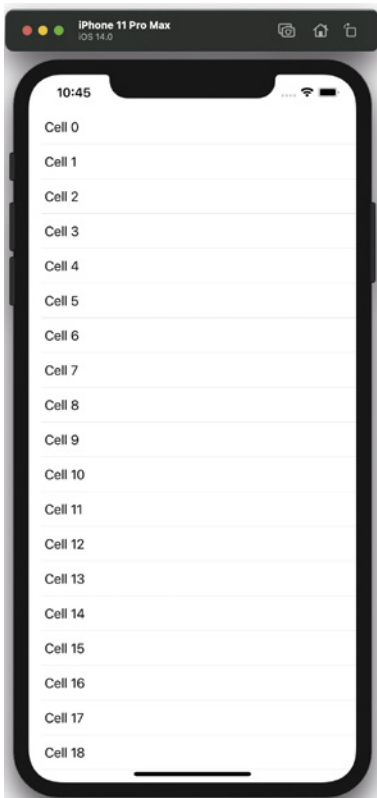 iPhone 11 Pro Max
iOS 14.0
10:45
Cell 0
Cell 1
Cell 2
Cell 3
Cell 4
Cell 5
Cell 6
Cell 7
Cell 8
Cell 9
Cell 10
Cell 11
Cell 12
Cell 13
Cell 14
Cell 15
Cell 16
Cell 17
Cell 18